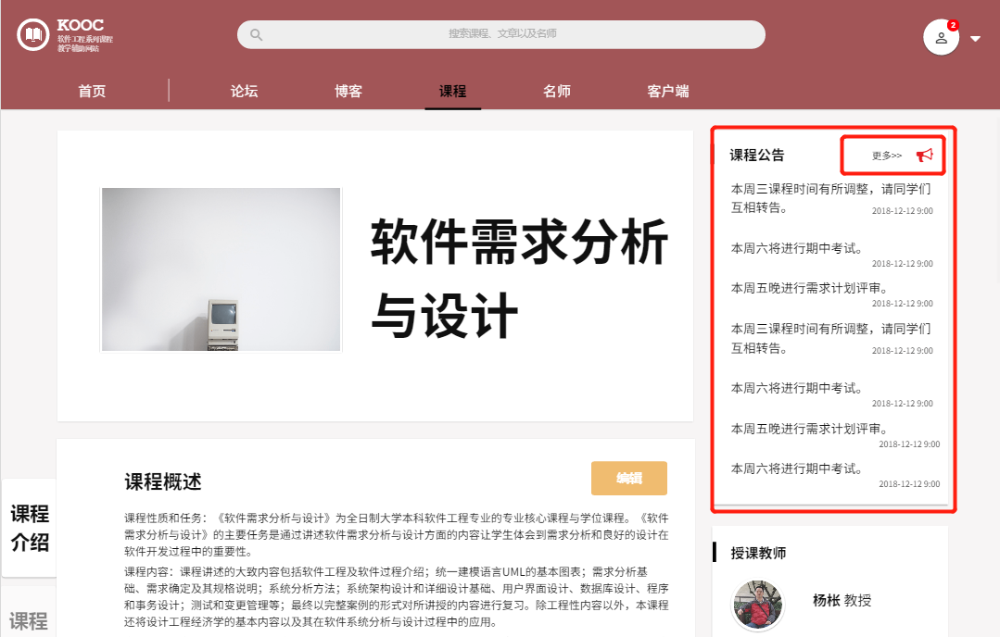 KOOC
软件工程系列课程
教学辅助网站
搜索课程、文章以及名师
2
首页
论坛
博客
课程
名师
客户端
软件需求分析
与设计
课程公告
更多>>
本周三课程时间有所调整，请同学们
互相转告。
2018-12-12 9:00
本周六将进行期中考试。
2018-12-12 9:00
本周五晚进行需求计划评审。
2018-12-12 9:00
本周三课程时间有所调整，请同学们
互相转告。
2018-12-12 9:00
本周六将进行期中考试。
2018-12-12 9:00
本周五晚进行需求计划评审。
2018-12-12 9:00
本周六将进行期中考试。
2018-12-12 9:00
课程
介绍
课程
课程概述
编辑
课程性质和任务：《软件需求分析与设计》为全日制大学本科软件工程专业的专业核心课程与学位课程。《软件
需求分析与设计》的主要任务是通过讲述软件需求分析与设计方面的内容让学生体会到需求分析和良好的设计在
软件开发过程中的重要性。
课程内容：课程讲述的大致内容包括软件工程及软件过程介绍；统一建模语言UML的基本图表；需求分析基
础、需求确定及其规格说明；系统分析方法；系统架构设计和详细设计基础、用户界面设计、数据库设计、程序
和事务设计；测试和变更管理等；最终以完整案例的形式对所讲授的内容进行复习。除工程性内容以外，本课程
还将设计工程经济学的基本内容以及其在软件系统分析与设计过程中的应用。
授课教师
杨枨 教授